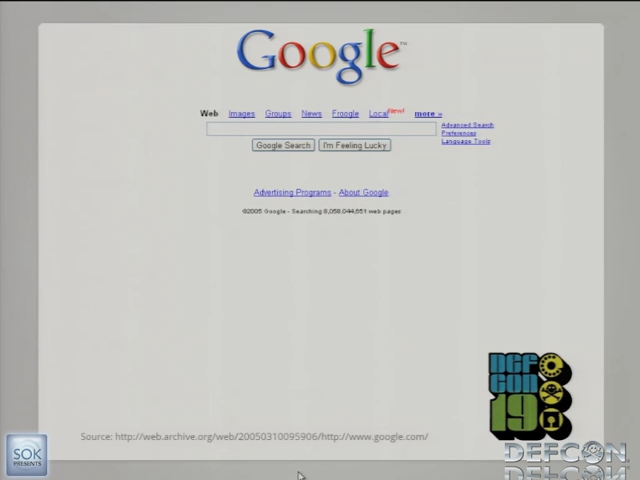 Google™
Web Images Groups News Froogle Local New! more »
Advanced Search
Preferences
Language Tools
Google Search I'm Feeling Lucky
Advertising Programs - About Google
©2005 Google - Searching 8,058,044,651 web pages
DEF
CON
19
Source: http://web.archive.org/web/20050310095906/http://www.google.com/
SOK
PRESENTS
DEFCON